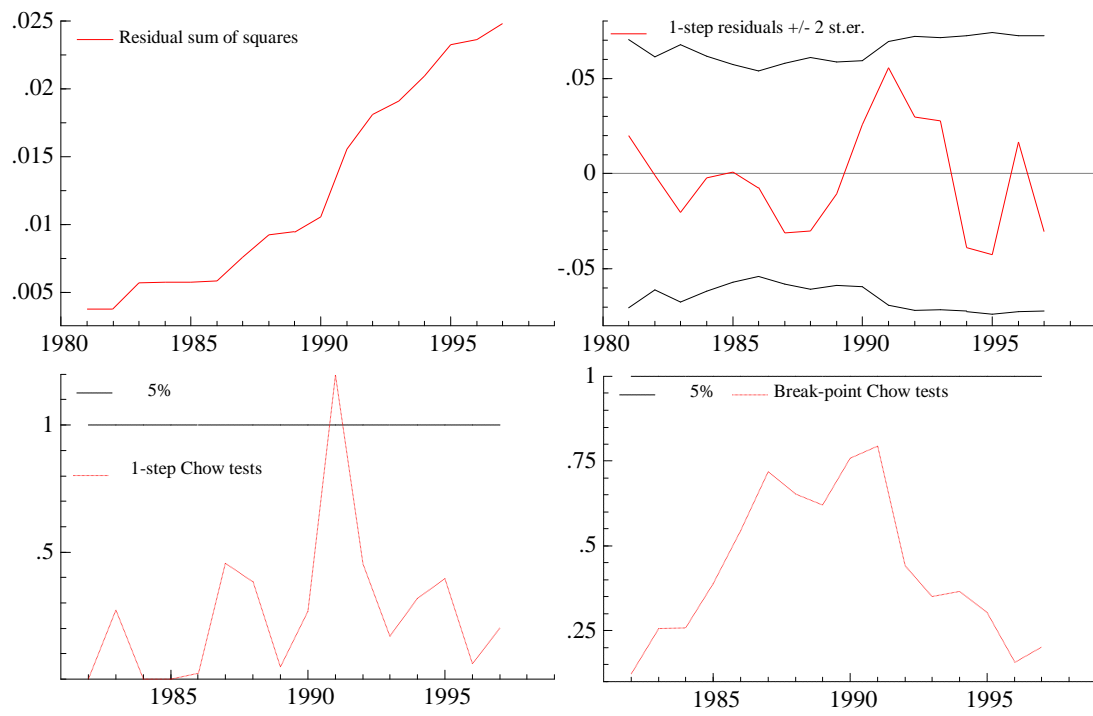 .025
Residual sum of squares
.02
.015
.01
.005
1980 1985 1990 1995
1-step residuals +/- 2 st.er.
.05
0
-.05
1980 1985 1990 1995
5%
1
1-step Chow tests
.5
1985 1990 1995
1
5% Break-point Chow tests
.75
.5
.25
1985 1990 1995